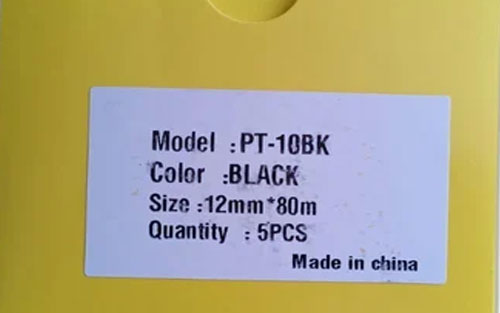 Model :PT-10BK
Color :BLACK
Size :12mm*80m
Quantity :5PCS
Made in china